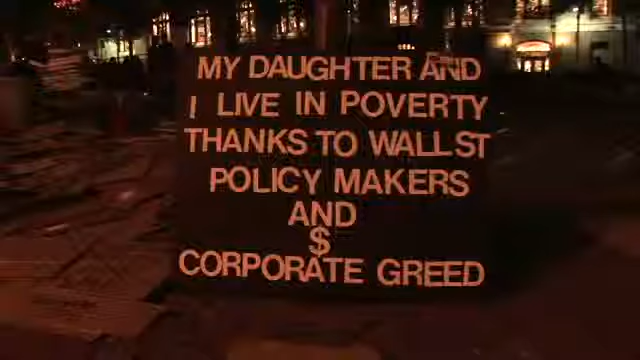 MY DAUGHTER AND
I LIVE IN POVERTY
THANKS TO WALL ST
POLICY MAKERS
AND
$
CORPORATE GREED